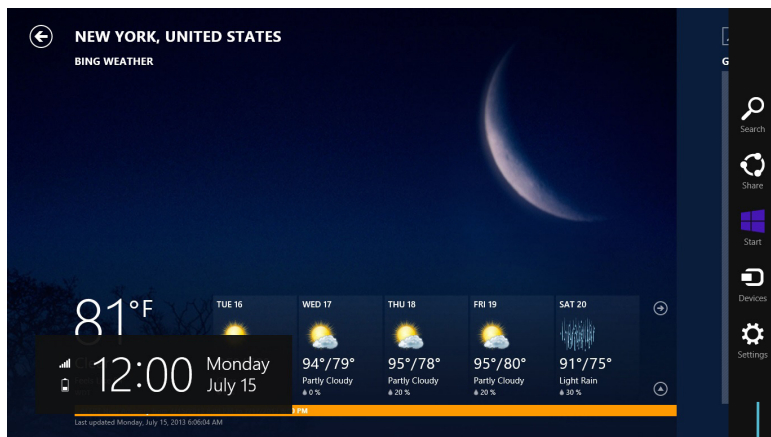 NEW YORK, UNITED STATES
BING WEATHER
G
Search
Share
Start
Devices
Settings
81°F
TUE 16
WED 17
94°/79°
Partly Cloudy
0 %
THU 18
95°/78°
Partly Cloudy
20 %
FRI 19
95°/80°
Partly Cloudy
20 %
SAT 20
91°/75°
Light Rain
30 %
12:00
Monday
July 15
PM
Last updated Monday, July 15, 2013 6:06:04 AM